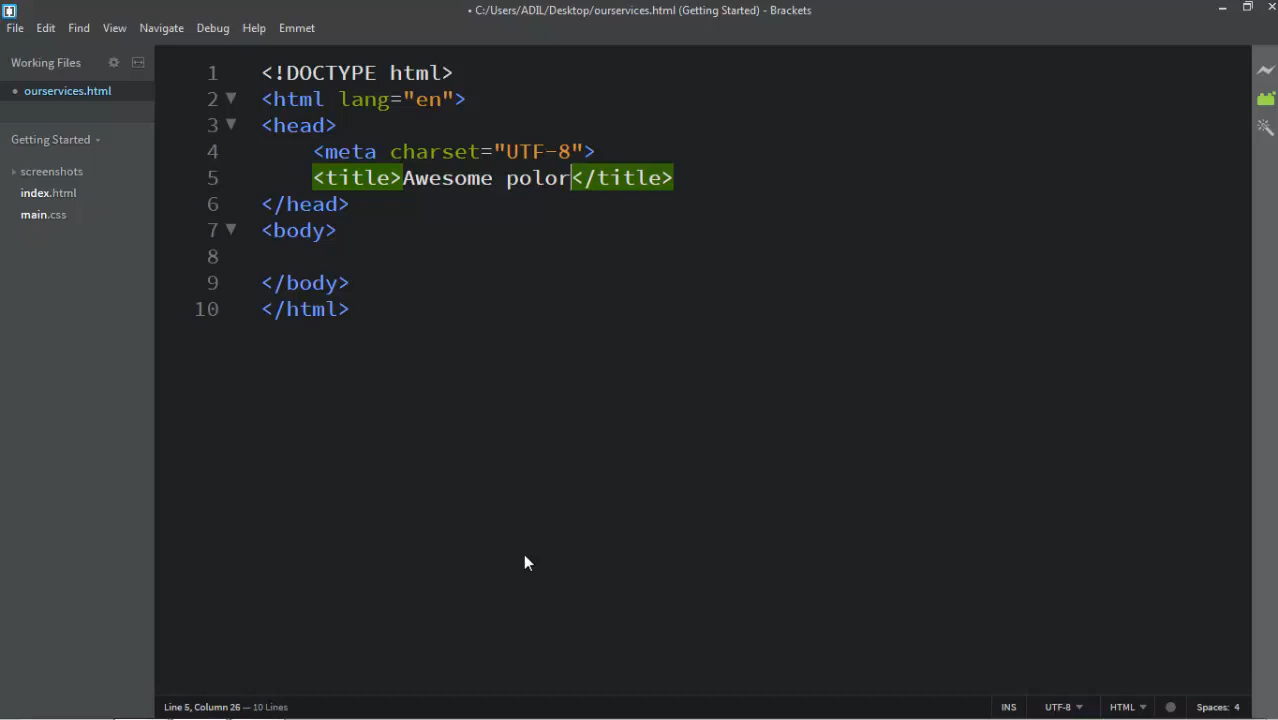 • C:/Users/ADIL/Desktop/ourservices.html (Getting Started) - Brackets
File Edit Find View Navigate Debug Help Emmet
Working Files
• ourservices.html
Getting Started
screenshots
index.html
main.css
1 <!DOCTYPE html>
2 <html lang="en">
3 <head>
4 <meta charset="UTF-8">
5 <title>Awesome polor</title>
6 </head>
7 <body>
8
9 </body>
10 </html>
Line 5, Column 26 — 10 Lines INS UTF-8 HTML Spaces: 4